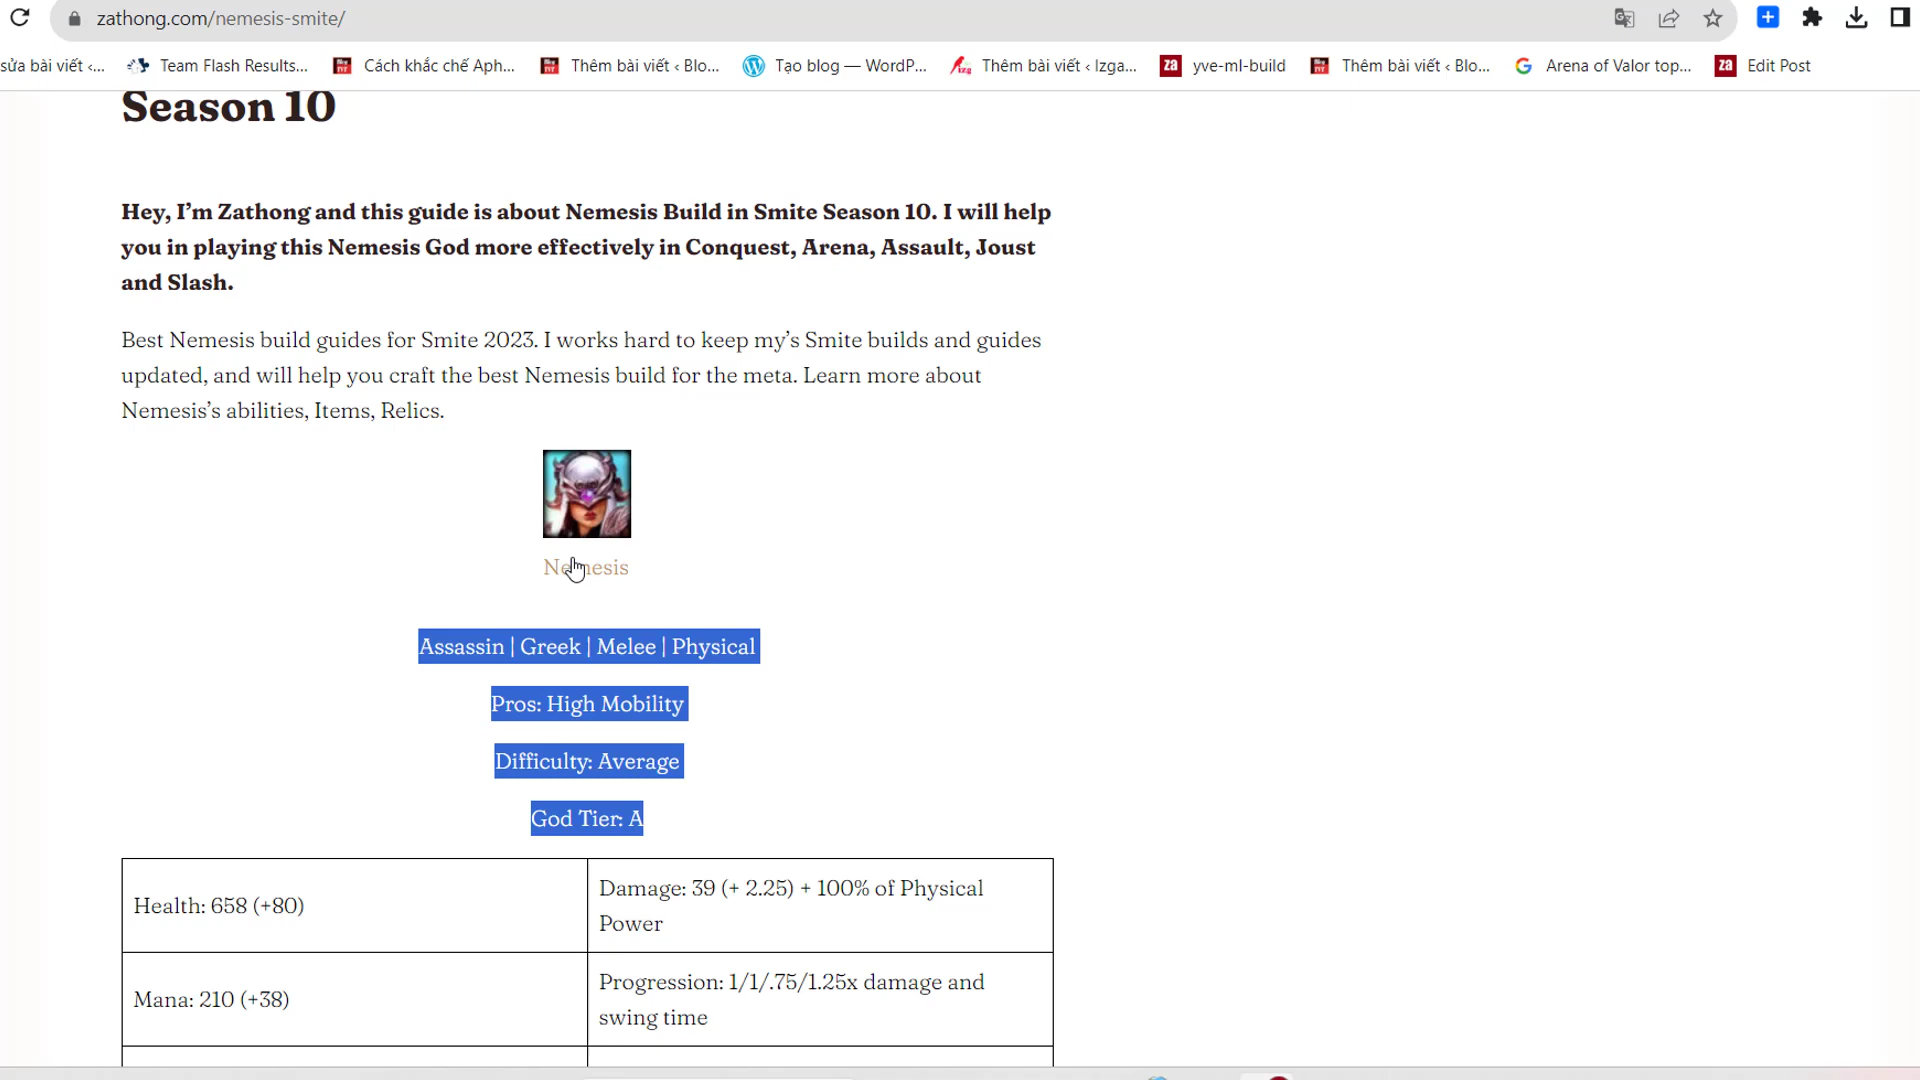 zathong.com/nemesis-smite/
sửa bài viết ‹... Team Flash Results... Cách khắc chế Aph... Thêm bài viết ‹ Blo... Tạo blog — WordP... Thêm bài viết ‹ Izga... yve-ml-build Thêm bài viết ‹ Blo... Arena of Valor top... Edit Post
Season 10
Hey, I’m Zathong and this guide is about Nemesis Build in Smite Season 10. I will help
you in playing this Nemesis God more effectively in Conquest, Arena, Assault, Joust
and Slash.
Best Nemesis build guides for Smite 2023. I works hard to keep my’s Smite builds and guides
updated, and will help you craft the best Nemesis build for the meta. Learn more about
Nemesis’s abilities, Items, Relics.
Nemesis
Assassin | Greek | Melee | Physical
Pros: High Mobility
Difficulty: Average
God Tier: A
Health: 658 (+80)
Damage: 39 (+ 2.25) + 100% of Physical
Power
Mana: 210 (+38)
Progression: 1/1/.75/1.25x damage and
swing time